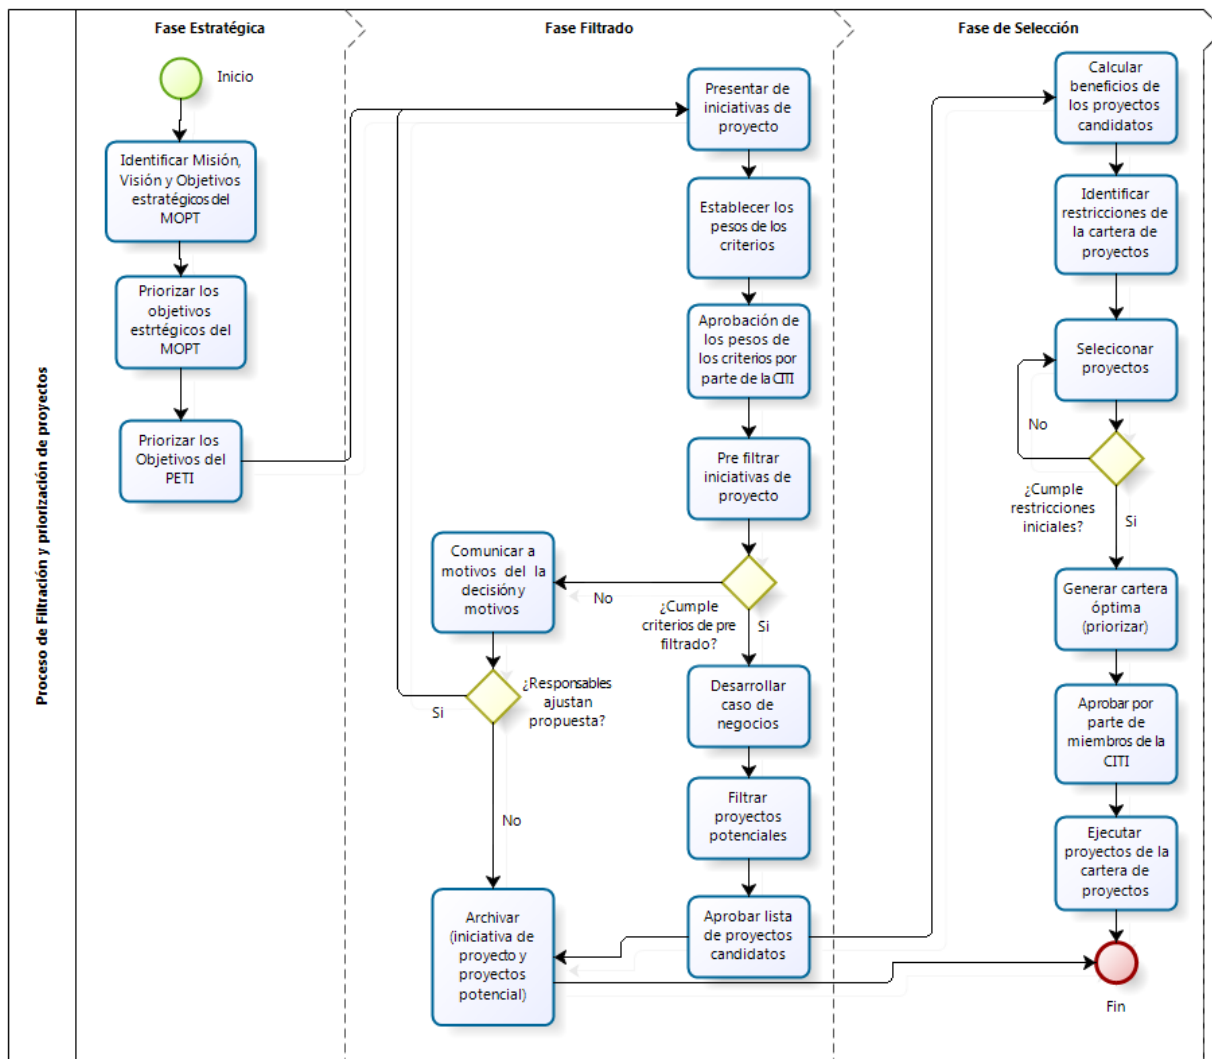 Proceso de Filtración y priorización de proyectos
Fase Estratégica
Inicio
Identificar Misión,
Visión y Objetivos
estratégicos del
MOPT
Priorizar los
objetivos
estrtégicos del
MOPT
Priorizar los
Objetivos del
PETI
Fase Filtrado
Presentar de
iniciativas de
proyecto
Establecer los
pesos de los
criterios
Aprobación de
los pesos de
los criterios por
parte de la CITI
Pre filtrar
iniciativas de
proyecto
¿Cumple
criterios de pre
filtrado?
No
Si
Comunicar a
motivos del la
decisión y
motivos
¿Responsables
ajustan
propuesta?
Si
No
Desarrollar
caso de
negocios
Filtrar
proyectos
potenciales
Aprobar lista
de proyectos
candidatos
Archivar
(iniciativa de
proyecto y
proyectos
potencial)
Fase de Selección
Calcular
beneficios de
los proyectos
candidatos
Identificar
restricciones de
la cartera de
proyectos
Seleciconar
proyectos
No
¿Cumple
restricciones
iniciales?
Si
Generar cartera
óptima
(priorizar)
Aprobar por
parte de
miembros de la
CITI
Ejecutar
proyectos de la
cartera de
proyectos
Fin